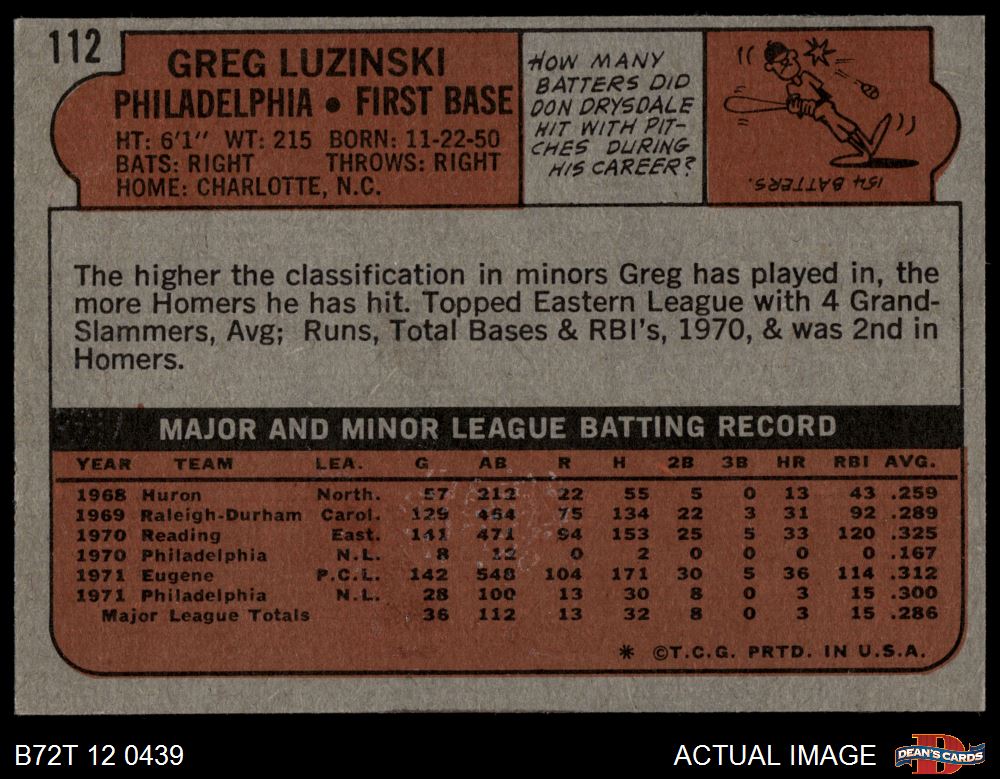 112
GREG LUZINSKI
PHILADELPHIA • FIRST BASE
HT: 6'1" WT: 215 BORN: 11-22-50
BATS: RIGHT THROWS: RIGHT
HOME: CHARLOTTE, N.C.
HOW MANY
BATTERS DID
DON DRYSDALE
HIT WITH PIT-
CHES DURING
HIS CAREER?
154 BATTERS.
The higher the classification in minors Greg has played in, the
more Homers he has hit. Topped Eastern League with 4 Grand-
Slammers, Avg; Runs, Total Bases & RBI's, 1970, & was 2nd in
Homers.
MAJOR AND MINOR LEAGUE BATTING RECORD
YEAR TEAM LEA. G AB R H 2B 3B HR RBI AVG.
1968 Huron North. 57 212 22 55 5 0 13 43 .259
1969 Raleigh-Durham Carol. 129 464 75 134 22 3 31 92 .289
1970 Reading East. 141 471 94 153 25 5 33 120 .325
1970 Philadelphia N.L. 8 12 0 2 0 0 0 0 .167
1971 Eugene P.C.L. 142 548 104 171 30 5 36 114 .312
1971 Philadelphia N.L. 28 100 13 30 8 0 3 15 .300
Major League Totals 36 112 13 32 8 0 3 15 .286
* ©T.C.G. PRTD. IN U.S.A.
B72T 12 0439
ACTUAL IMAGE
DEAN'S CARDS